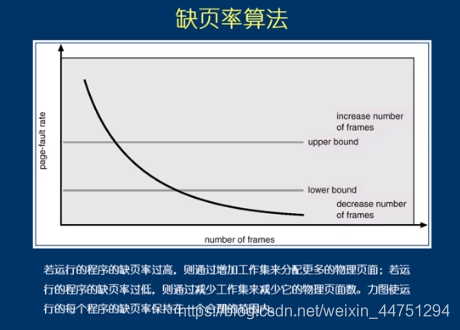 缺页率算法
page-fault rate
increase number
of frames
upper bound
lower bound
decrease number
of frames
number of frames
若运行的程序的缺页率过高，则通过增加工作集来分配更多的物理页面；若运
行的程序的缺页率过低，则通过减少工作集来减少它的物理页面数。力图使运
行的每个程序的缺页率保持在一个合理的范围内。
https://blog.csdn.net/weixin_44751294